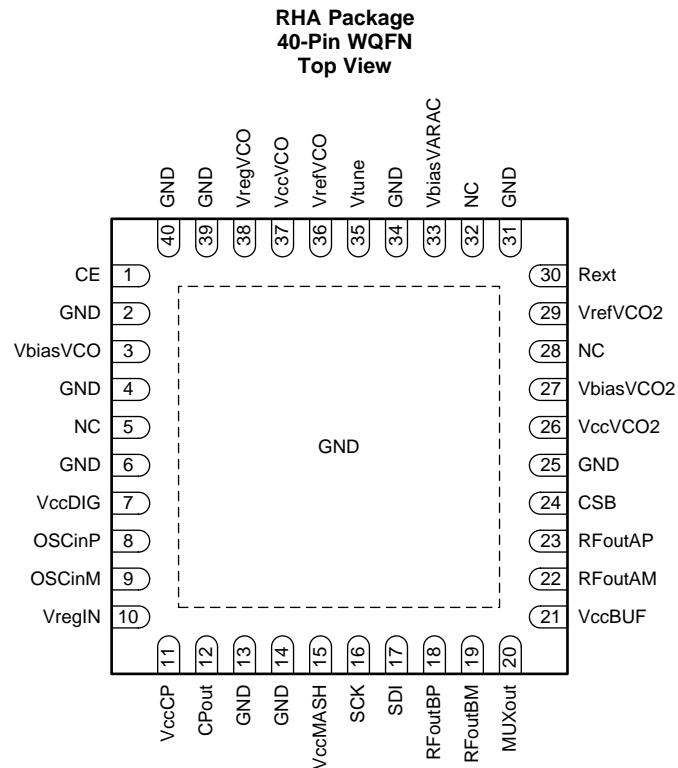 RHA Package
40-Pin WQFN
Top View
GND
GND
VregVCO
VccVCO
VrefVCO
Vtune
GND
VbiasVARAC
NC
GND
40
39
38
37
36
35
34
33
32
31
CE 1
GND 2
VbiasVCO 3
GND 4
NC 5
GND 6
VccDIG 7
OSCinP 8
OSCinM 9
VregIN 10
GND
30 Rext
29 VrefVCO2
28 NC
27 VbiasVCO2
26 VccVCO2
25 GND
24 CSB
23 RFoutAP
22 RFoutAM
21 VccBUF
11
12
13
14
15
16
17
18
19
20
VccCP
CPout
GND
GND
VccMASH
SCK
SDI
RFoutBP
RFoutBM
MUXout